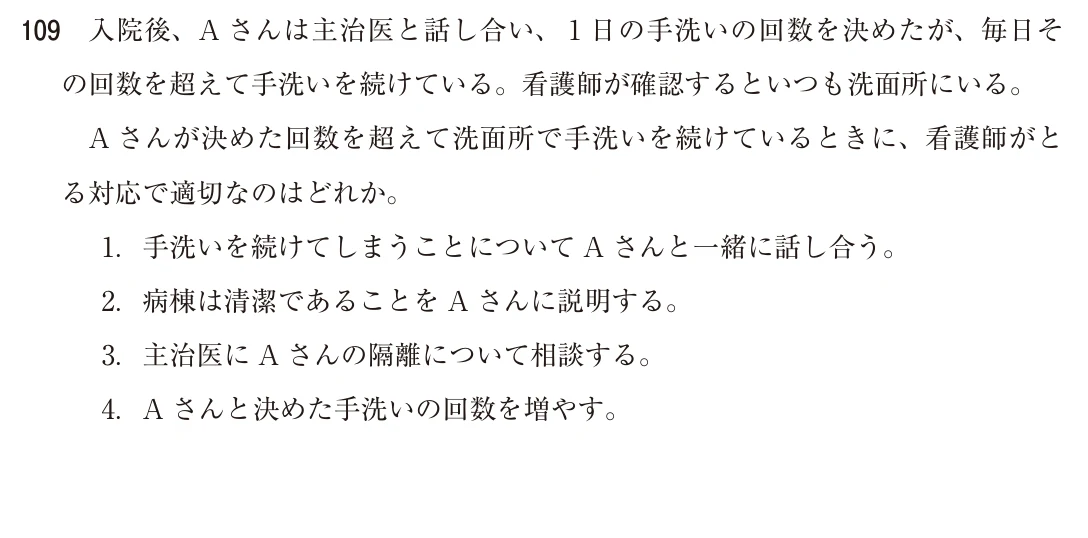 109 入院後、A さんは主治医と話し合い、1 日の手洗いの回数を決めたが、毎日そ
の回数を超えて手洗いを続けている。看護師が確認するといつも洗面所にいる。
A さんが決めた回数を超えて洗面所で手洗いを続けているときに、看護師がと
る対応で適切なのはどれか。
1. 手洗いを続けてしまうことについて A さんと一緒に話し合う。
2. 病棟は清潔であることを A さんに説明する。
3. 主治医に A さんの隔離について相談する。
4. A さんと決めた手洗いの回数を増やす。